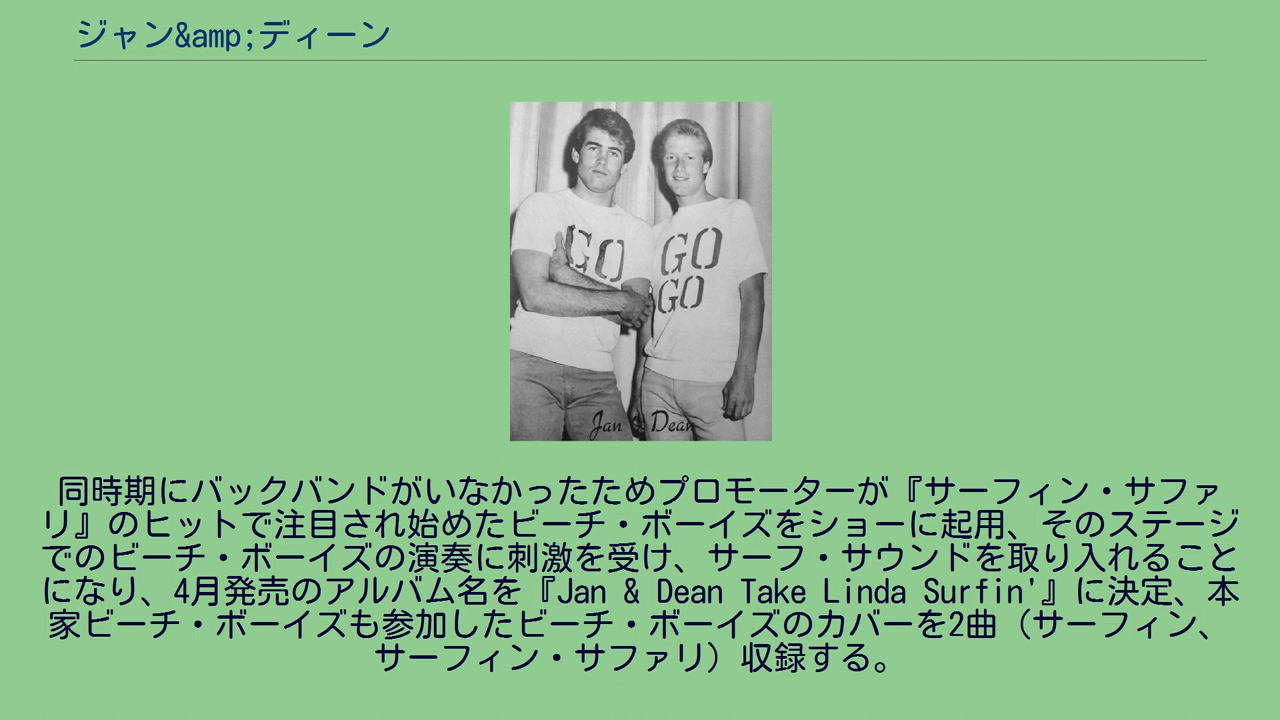 ジャン&amp;ディーン
GO GO
GO
Jan & Dean
同時期にバックバンドがいなかったためプロモーターが『サーフィン・サファ
リ』のヒットで注目され始めたビーチ・ボーイズをショーに起用、そのステージ
でのビーチ・ボーイズの演奏に刺激を受け、サーフ・サウンドを取り入れること
になり、4月発売のアルバム名を『Jan & Dean Take Linda Surfin'』に決定、本
家ビーチ・ボーイズも参加したビーチ・ボーイズのカバーを2曲（サーフィン、
サーフィン・サファリ）収録する。